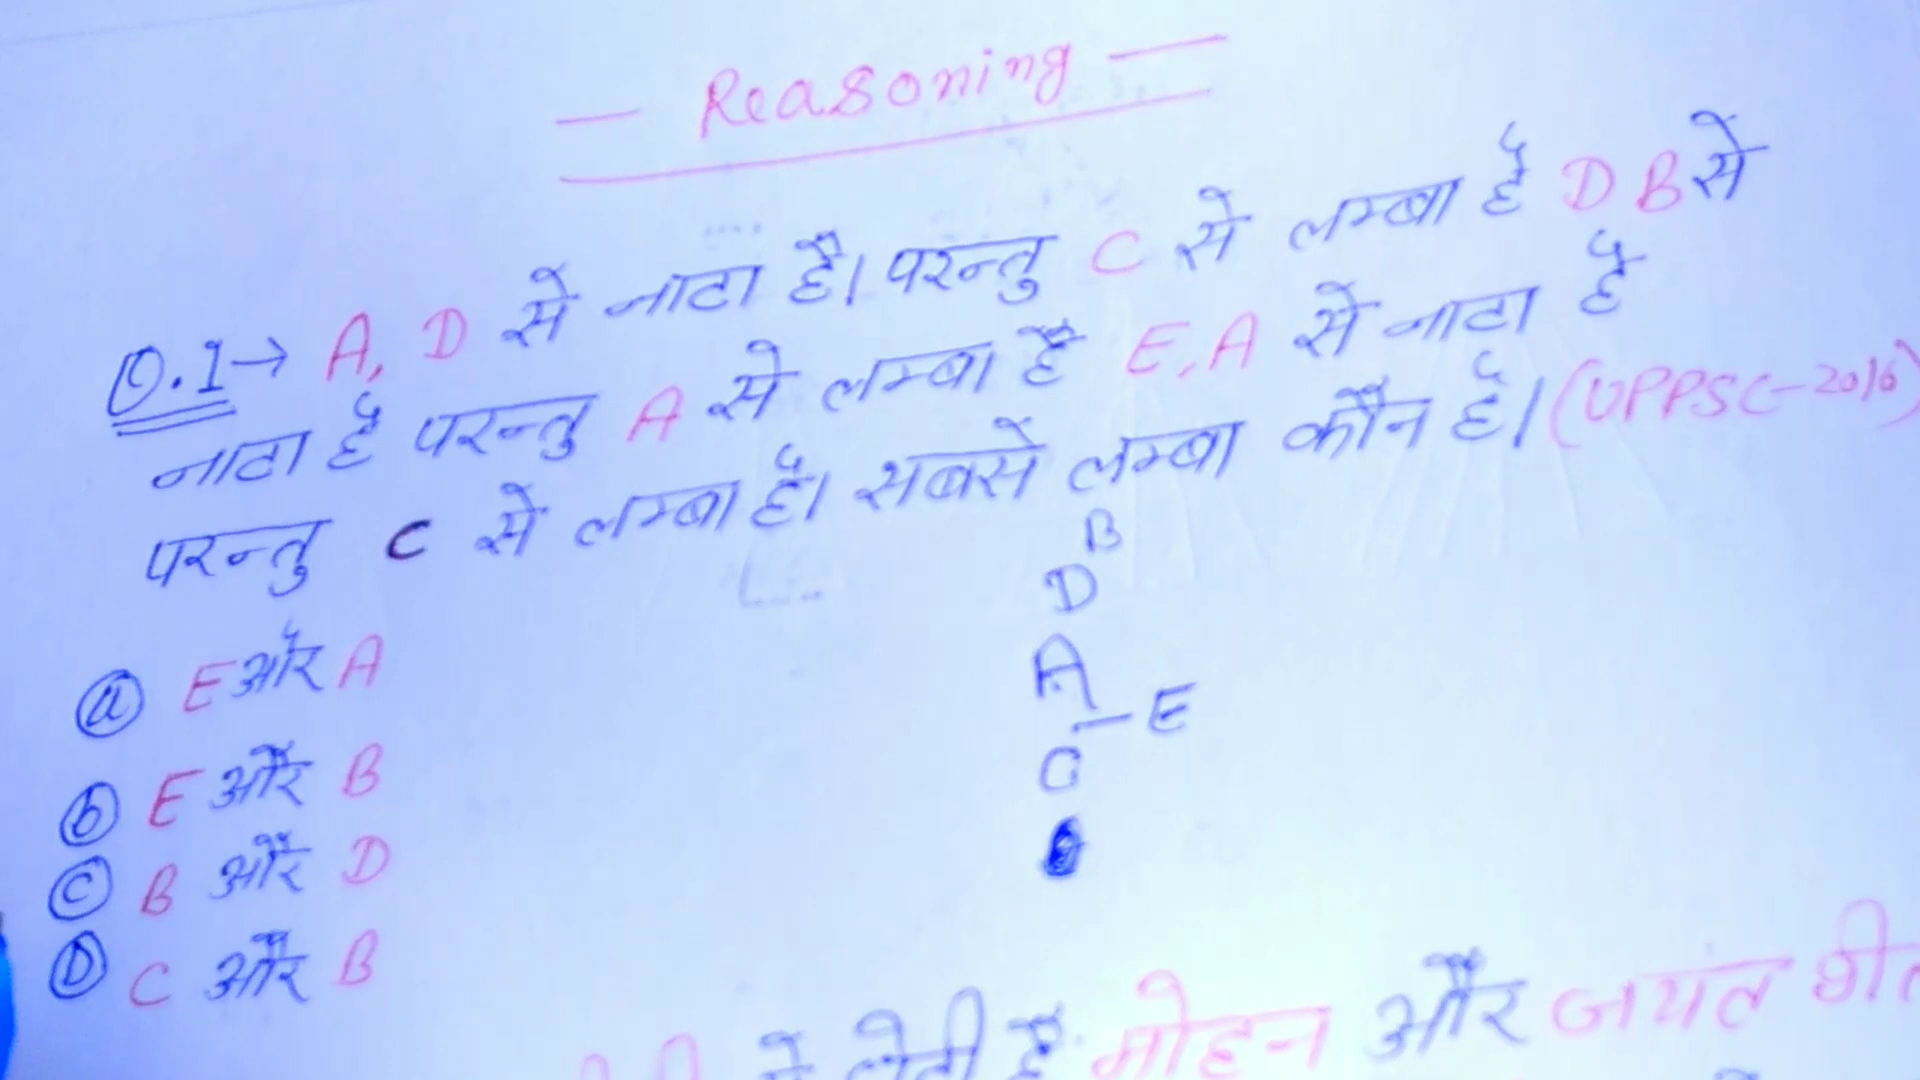 — Reasoning —
Q.1→ A, D से नाटा है। परन्तु C से लम्बा है D B से
नाटा है परन्तु A से लम्बा है E, A से नाटा है
परन्तु C से लम्बा है। सबसे लम्बा कौन है। (UPPSC-2016)
B
D
A
— E
C
(a) E और A
(b) E और B
(C) B और D
(D) C और B
है मोहन और जयंत